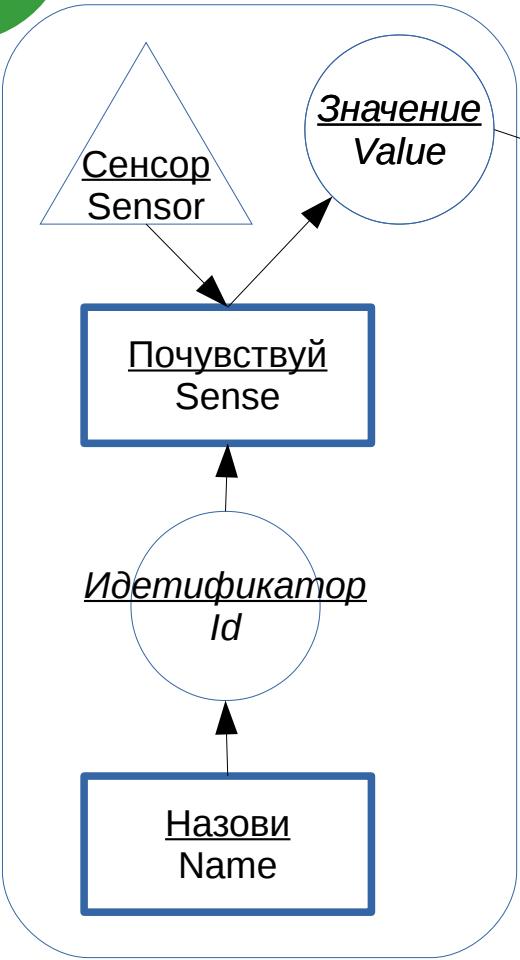 Сенсор
Sensor
Значение
Value
Почувствуй
Sense
Идетификатор
Id
Назови
Name